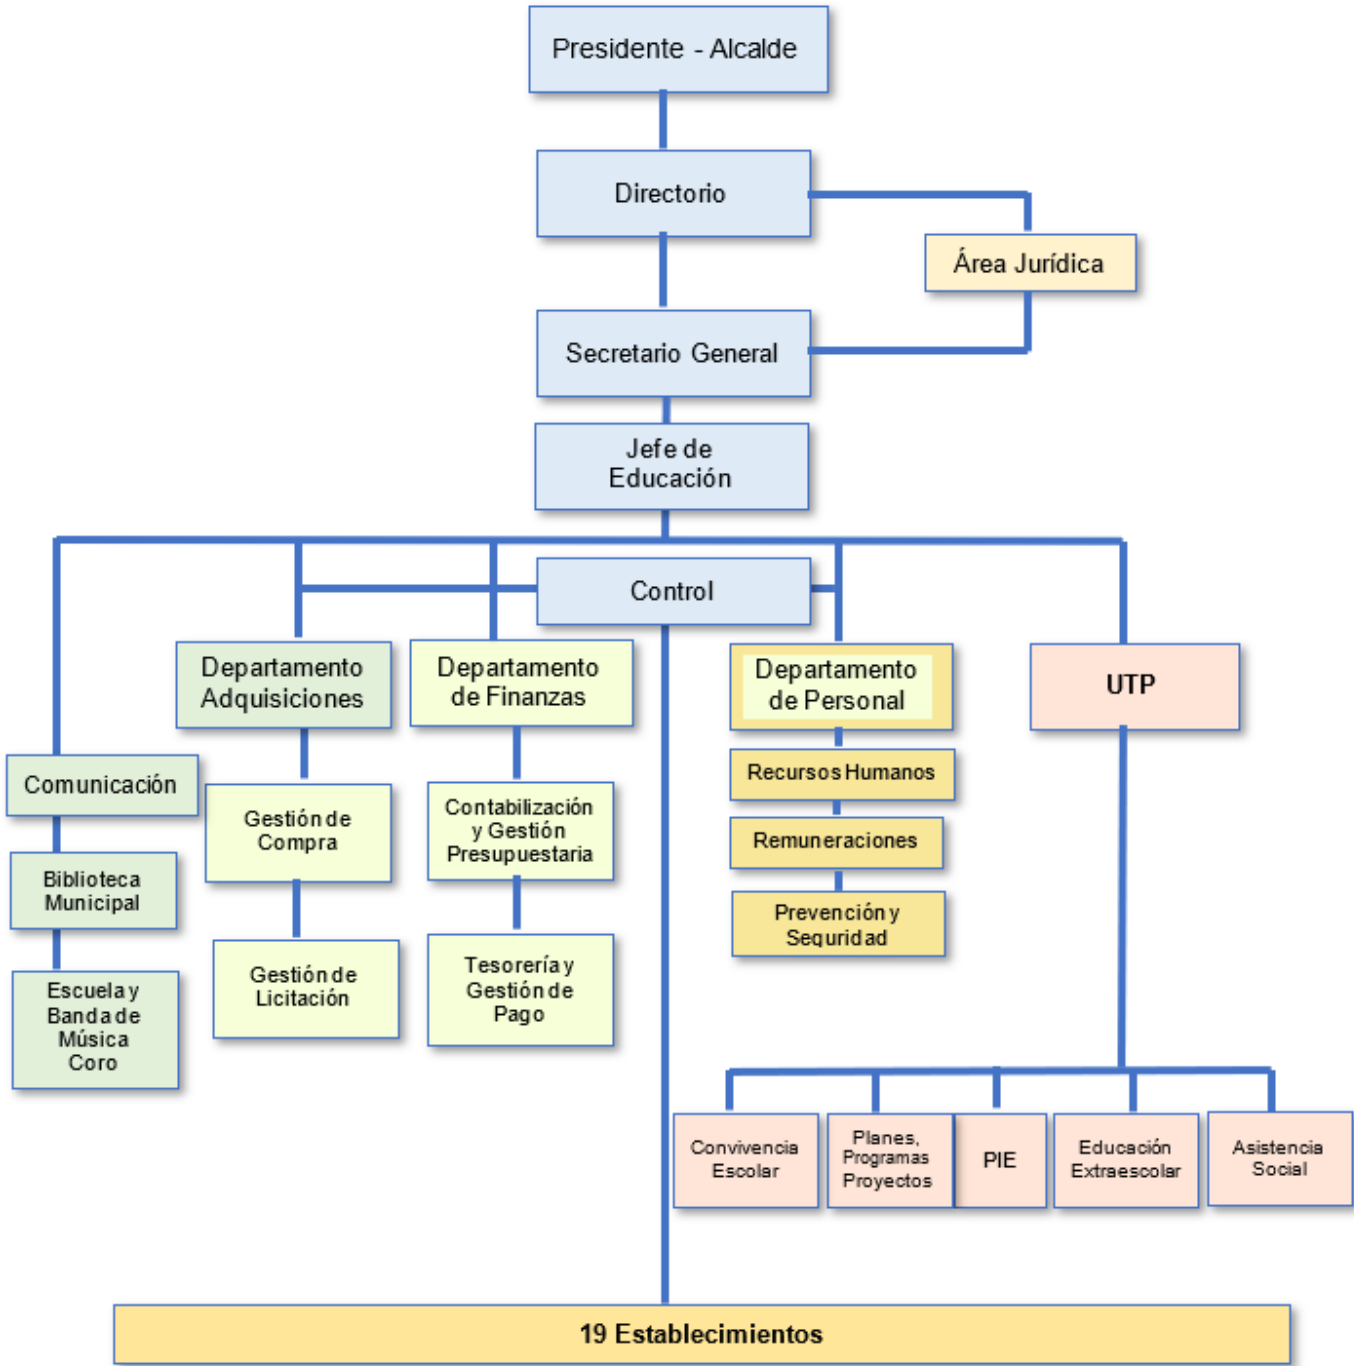 Presidente - Alcalde
Directorio
Área Jurídica
Secretario General
Jefe de
Educación
Control
Departamento
Adquisiciones
Departamento
de Finanzas
Departamento
de Personal
UTP
Comunicación
Gestión de
Compra
Contabilización
y Gestión
Presupuestaria
Recursos Humanos
Remuneraciones
Biblioteca
Municipal
Prevención y
Seguridad
Escuela y
Banda de
Música
Coro
Gestión de
Licitación
Tesorería y
Gestión de
Pago
Convivencia
Escolar
Planes,
Programas
Proyectos
PIE
Educación
Extraescolar
Asistencia
Social
19 Establecimientos